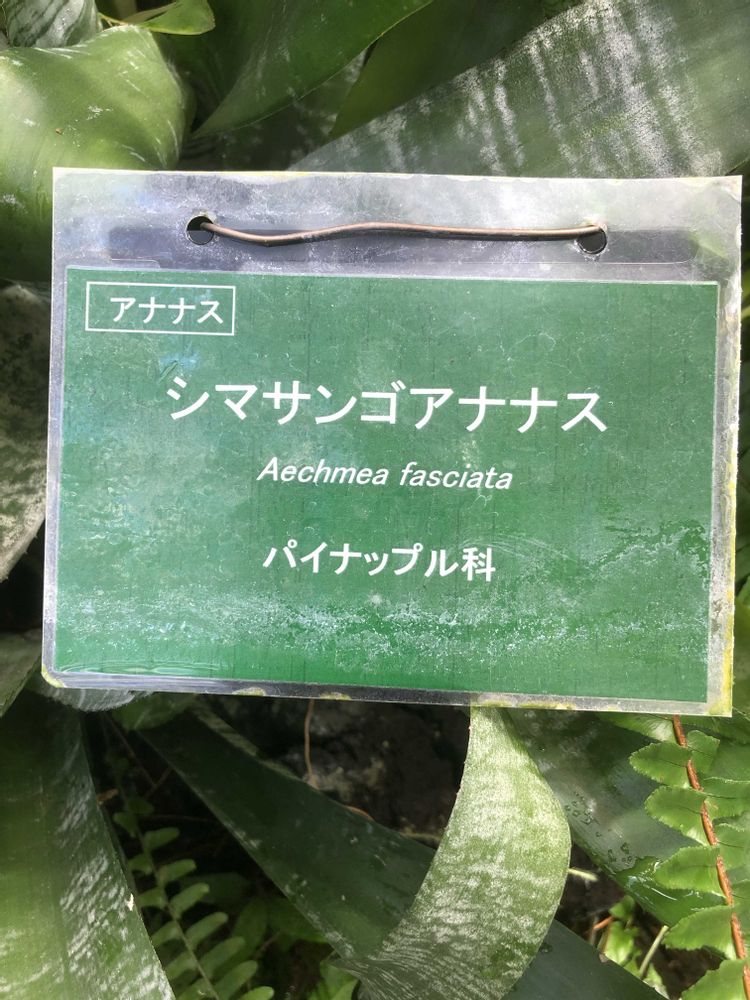 アナナス
シマサンゴアナナス
Aechmea fasciata
パイナップル科